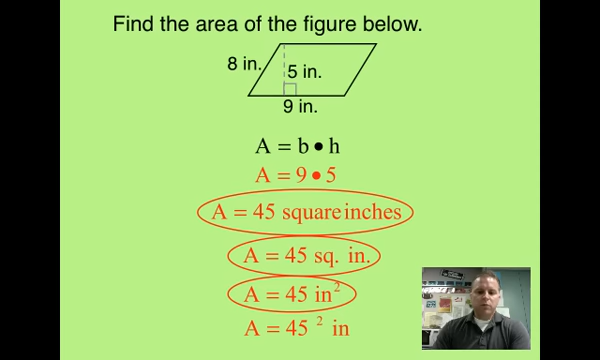 Find the area of the figure below.
8 in.
5 in.
9 in.
A = b • h
A = 9 • 5
A = 45 square inches
A = 45 sq. in.
A = 45 in²
A = 45 ² in